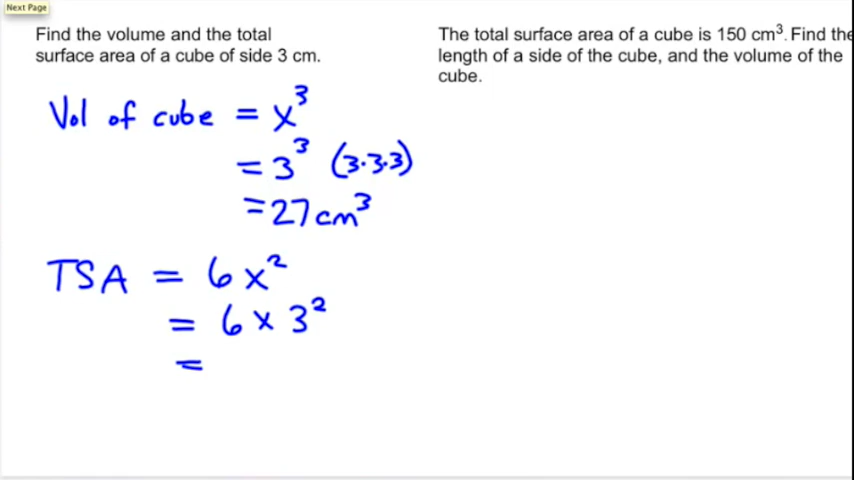 Next Page
Find the volume and the total
surface area of a cube of side 3 cm.
Vol of cube = x³
= 3³ (3·3·3)
= 27cm³
TSA = 6x²
= 6 × 3²
=
The total surface area of a cube is 150 cm³. Find the
length of a side of the cube, and the volume of the
cube.